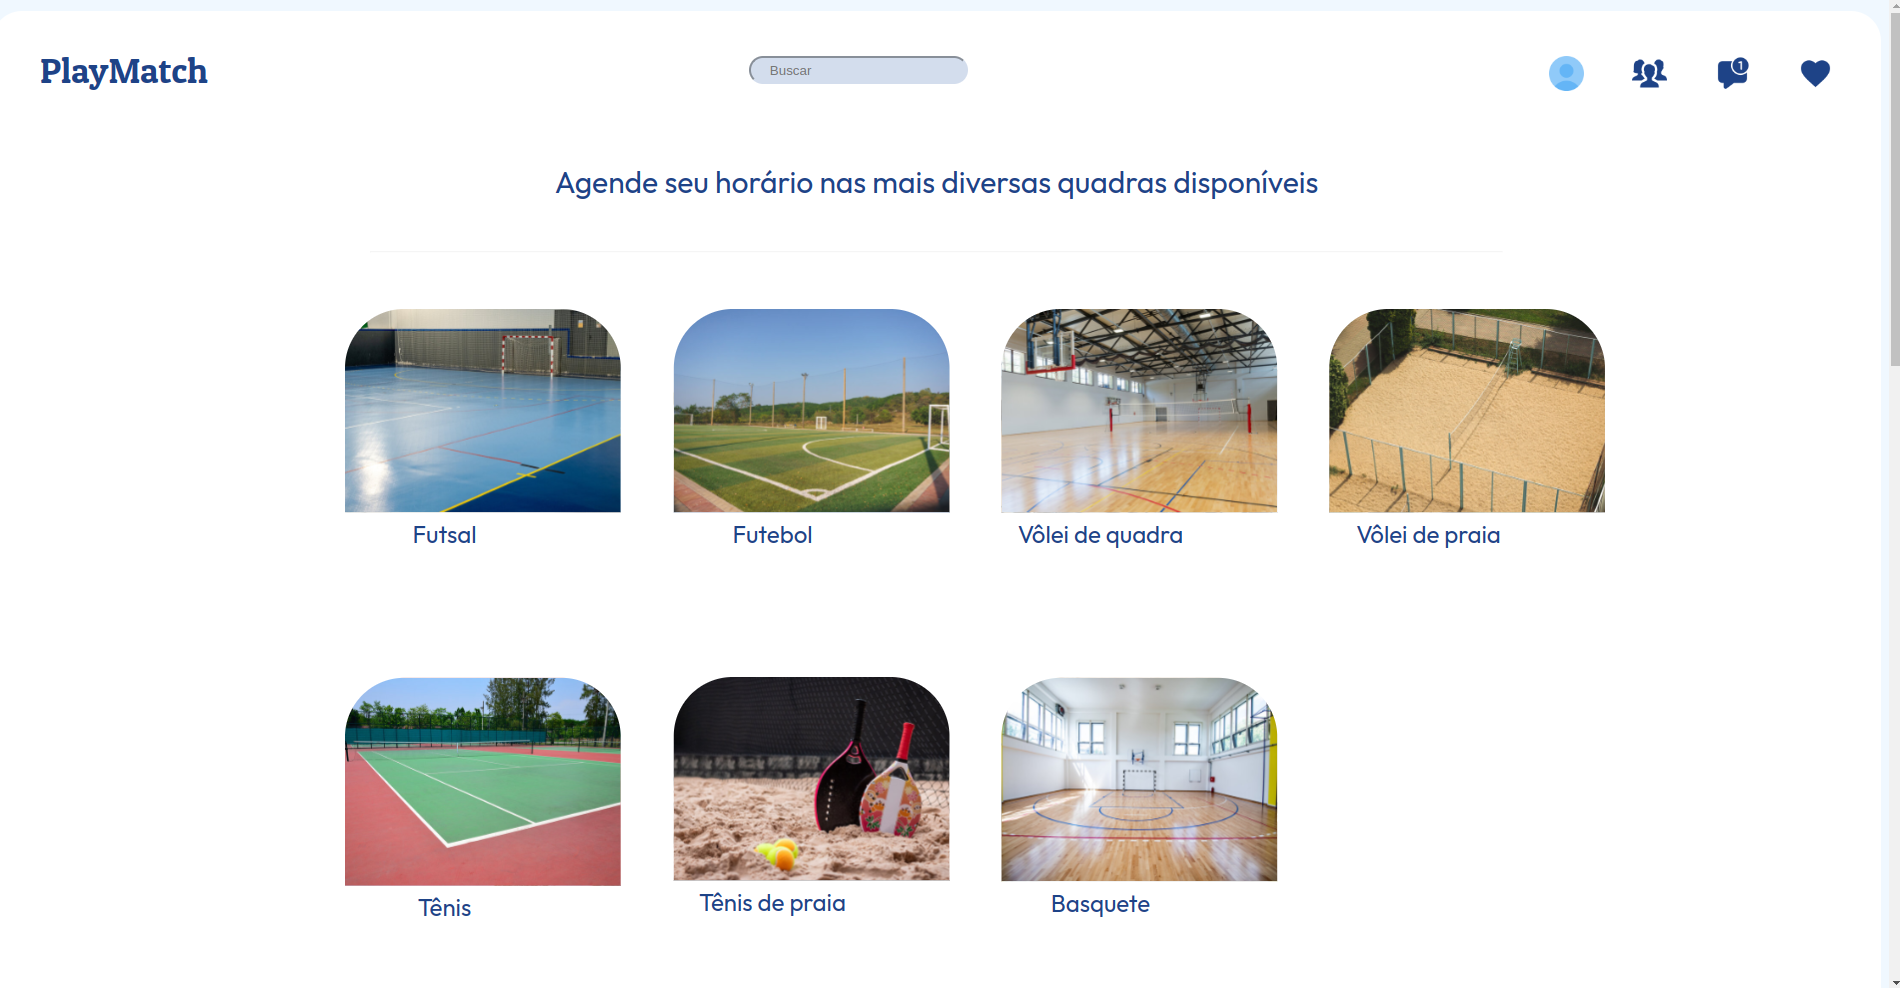 PlayMatch
Buscar
1
Agende seu horário nas mais diversas quadras disponíveis
Futsal
Futebol
Vôlei de quadra
Vôlei de praia
Tênis
Tênis de praia
Basquete